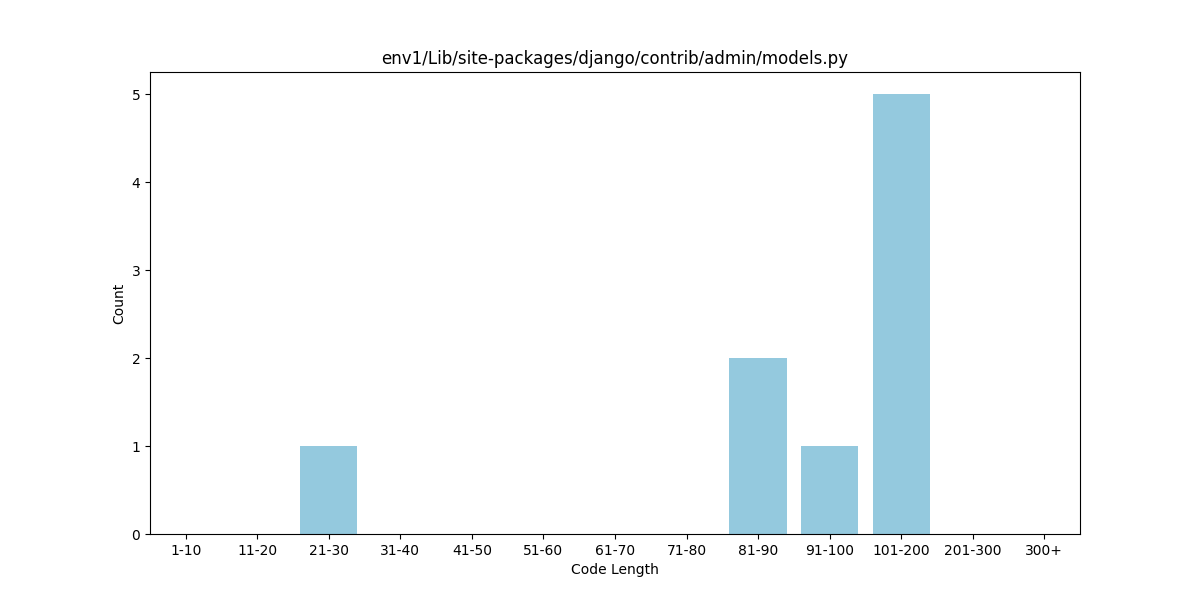 env1/Lib/site-packages/django/contrib/admin/models.py
5
4
3
2
1
0
Count
1-10 11-20 21-30 31-40 41-50 51-60 61-70 71-80 81-90 91-100 101-200 201-300 300+
Code Length